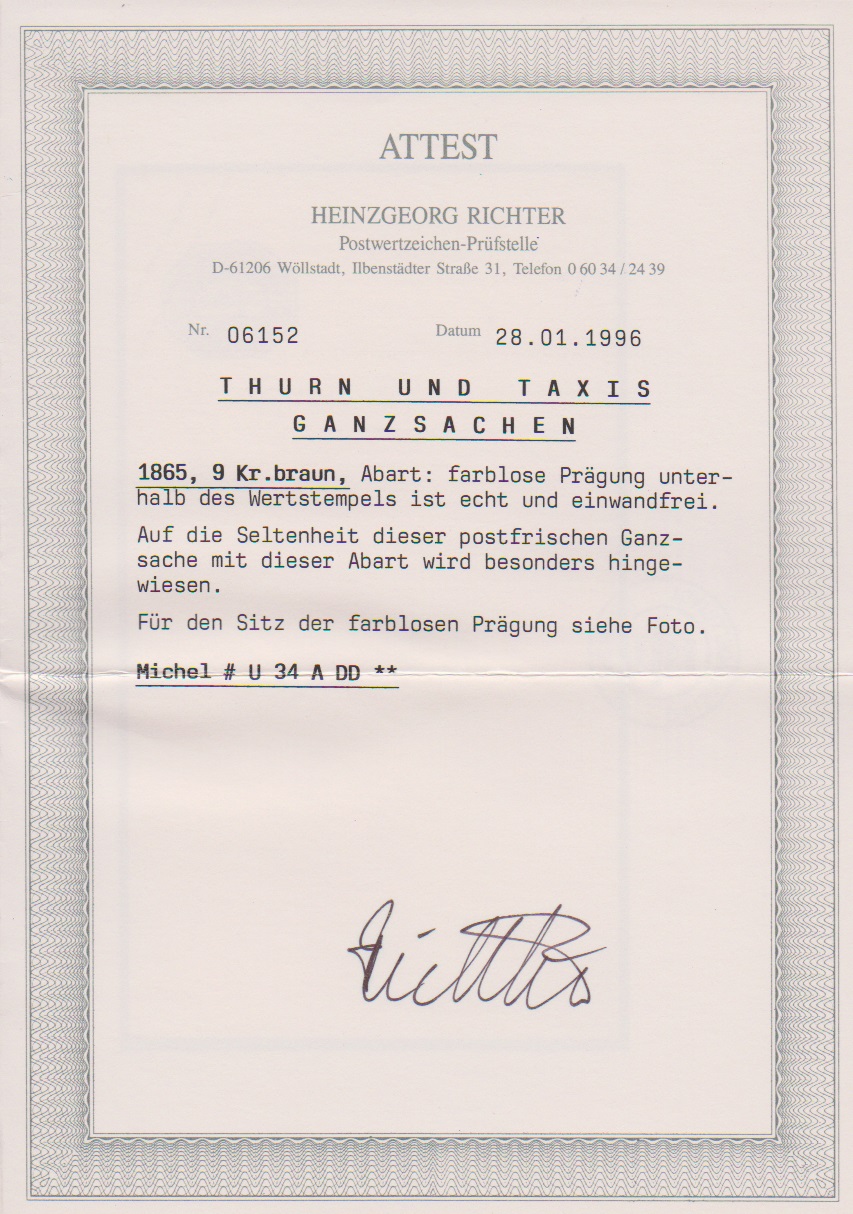 ATTEST
HEINZGEORG RICHTER
Postwertzeichen-Prüfstelle
D-61206 Wöllstadt, Ilbenstädter Straße 31, Telefon 0 60 34 / 24 39
Nr. 06152 Datum 28.01.1996
THURN UND TAXIS
GANZSACHEN
1865, 9 Kr.braun, Abart: farblose Prägung unter-
halb des Wertstempels ist echt und einwandfrei.
Auf die Seltenheit dieser postfrischen Ganz-
sache mit dieser Abart wird besonders hinge-
wiesen.
Für den Sitz der farblosen Prägung siehe Foto.
Michel # U 34 A DD **
Richter